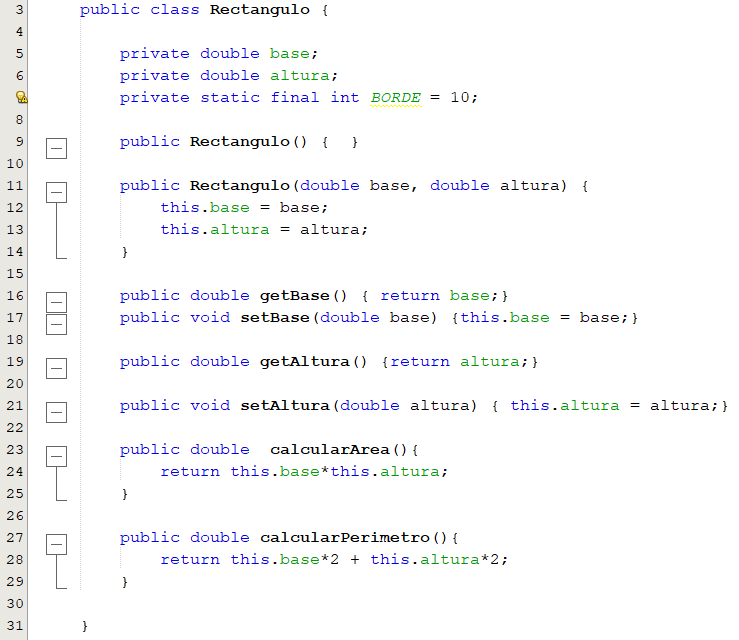 3 public class Rectangulo {
4
5 private double base;
6 private double altura;
private static final int BORDE = 10;
8
9 public Rectangulo() {  }
10
11 public Rectangulo(double base, double altura) {
12 this.base = base;
13 this.altura = altura;
14 }
15
16 public double getBase() { return base;}
17 public void setBase(double base) {this.base = base;}
18
19 public double getAltura() {return altura;}
20
21 public void setAltura(double altura) { this.altura = altura;}
22
23 public double  calcularArea(){
24 return this.base*this.altura;
25 }
26
27 public double calcularPerimetro(){
28 return this.base*2 + this.altura*2;
29 }
30
31 }